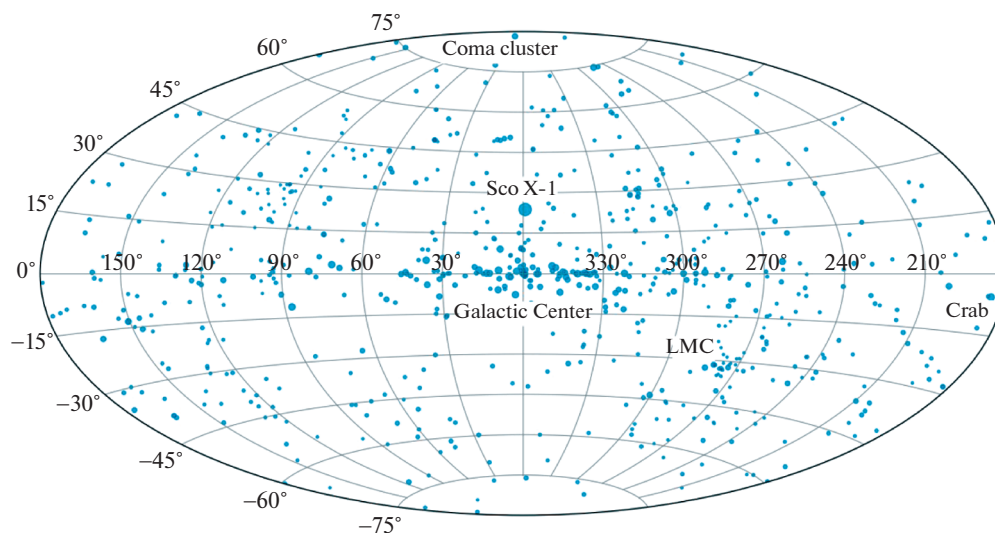 75°
60°
Coma cluster
45°
30°
Sco X-1
15°
0° 150 120 90 60 30° 330 300° 270 240 210
Galactic Center
Crab
−15°
LMC
−30°
−45°
−60°
−75°